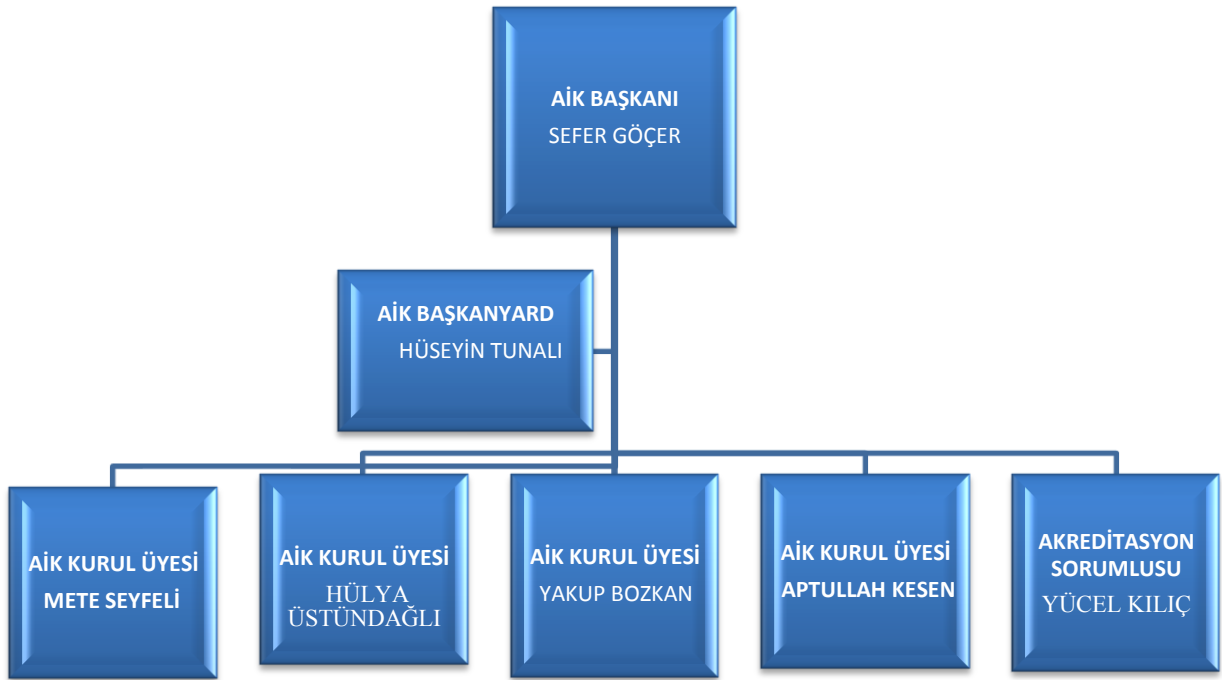 AİK BAŞKANI
SEFER GÖÇER
AİK BAŞKANYARD
HÜSEYİN TUNALI
AİK KURUL ÜYESİ
METE SEYFELİ
AİK KURUL ÜYESİ
HÜLYA
ÜSTÜNDAĞLI
AİK KURUL ÜYESİ
YAKUP BOZKAN
AİK KURUL ÜYESİ
APTULLAH KESEN
AKREDİTASYON
SORUMLUSU
YÜCEL KILIÇ